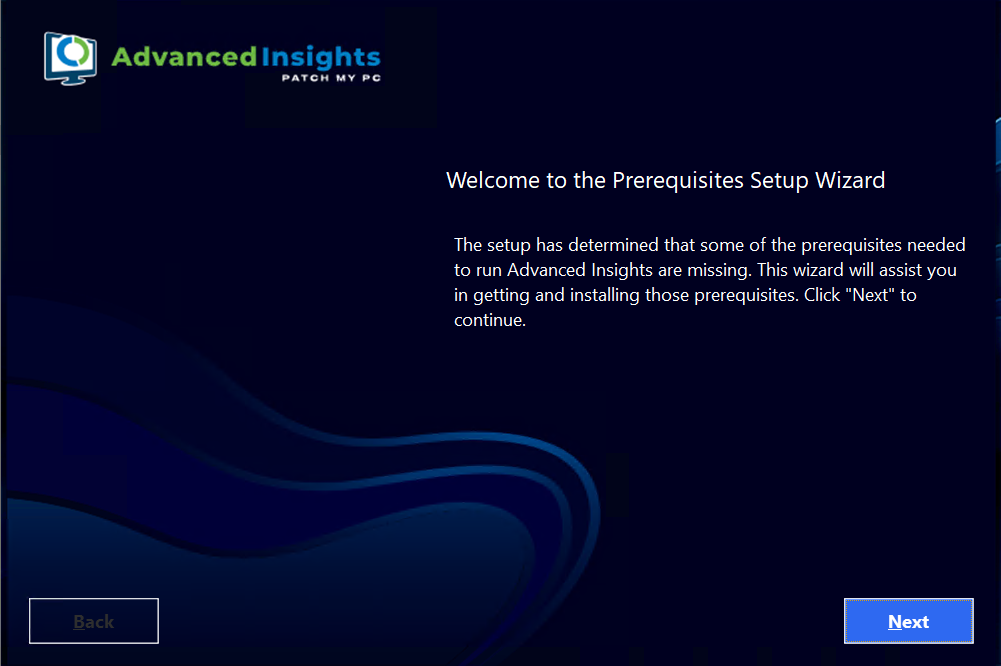 Advanced Insights
PATCH MY PC
Welcome to the Prerequisites Setup Wizard
The setup has determined that some of the prerequisites needed
to run Advanced Insights are missing. This wizard will assist you
in getting and installing those prerequisites. Click "Next" to
continue.
Back
Next